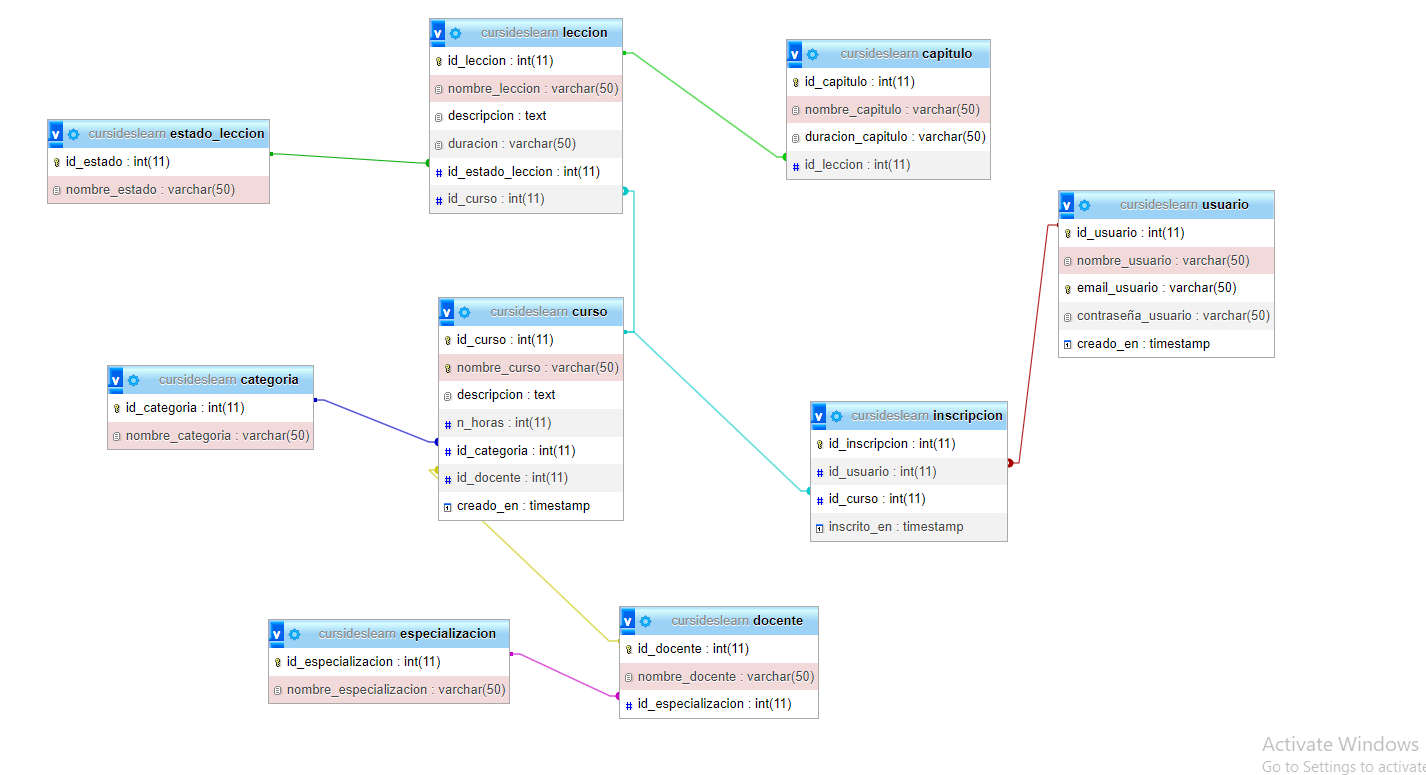 cursideslearn leccion
id_leccion : int(11)
nombre_leccion : varchar(50)
descripcion : text
duracion : varchar(50)
id_estado_leccion : int(11)
id_curso : int(11)
cursideslearn capitulo
id_capitulo : int(11)
nombre_capitulo : varchar(50)
duracion_capitulo : varchar(50)
id_leccion : int(11)
cursideslearn estado_leccion
id_estado : int(11)
nombre_estado : varchar(50)
cursideslearn usuario
id_usuario : int(11)
nombre_usuario : varchar(50)
email_usuario : varchar(50)
contraseña_usuario : varchar(50)
creado_en : timestamp
cursideslearn curso
id_curso : int(11)
nombre_curso : varchar(50)
descripcion : text
n_horas : int(11)
id_categoria : int(11)
id_docente : int(11)
creado_en : timestamp
cursideslearn categoria
id_categoria : int(11)
nombre_categoria : varchar(50)
cursideslearn inscripcion
id_inscripcion : int(11)
id_usuario : int(11)
id_curso : int(11)
inscrito_en : timestamp
cursideslearn especializacion
id_especializacion : int(11)
nombre_especializacion : varchar(50)
cursideslearn docente
id_docente : int(11)
nombre_docente : varchar(50)
id_especializacion : int(11)
Activate Windows
Go to Settings to activate